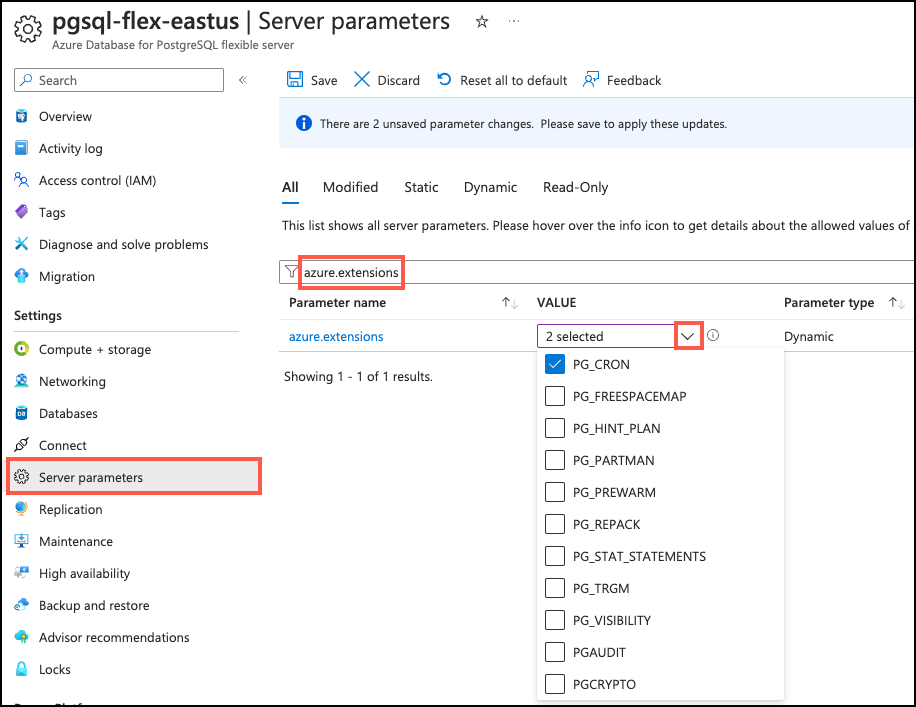 pgsql-flex-eastus | Server parameters
Azure Database for PostgreSQL flexible server
Search
Overview
Activity log
Access control (IAM)
Tags
Diagnose and solve problems
Migration
Settings
Compute + storage
Networking
Databases
Connect
Server parameters
Replication
Maintenance
High availability
Backup and restore
Advisor recommendations
Locks
Save Discard Reset all to default Feedback
There are 2 unsaved parameter changes. Please save to apply these updates.
All Modified Static Dynamic Read-Only
This list shows all server parameters. Please hover over the info icon to get details about the allowed values of
azure.extensions
Parameter name VALUE Parameter type
azure.extensions 2 selected Dynamic
Showing 1 - 1 of 1 results.
PG_CRON
PG_FREESPACEMAP
PG_HINT_PLAN
PG_PARTMAN
PG_PREWARM
PG_REPACK
PG_STAT_STATEMENTS
PG_TRGM
PG_VISIBILITY
PGAUDIT
PGCRYPTO